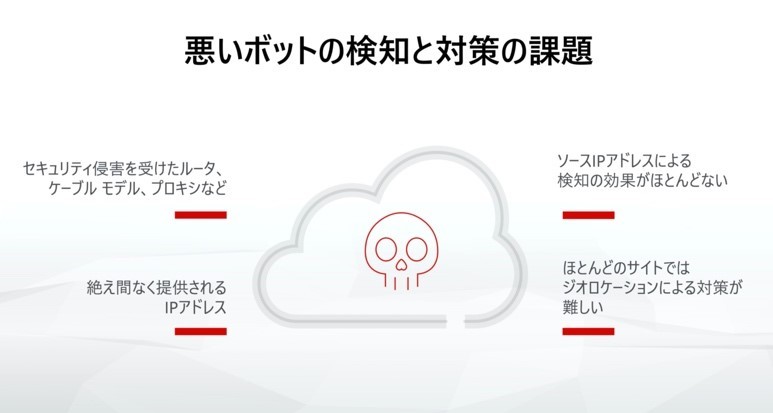 悪いボットの検知と対策の課題
セキュリティ侵害を受けたルータ、
ケーブル モデル、プロキシなど
絶え間なく提供される
IPアドレス
ソースIPアドレスによる
検知の効果がほとんどない
ほとんどのサイトでは
ジオロケーションによる対策が
難しい